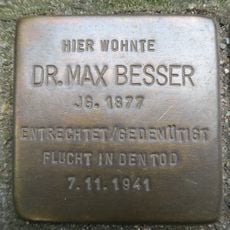 HIER WOHNTE
DR. MAX BESSER
JG. 1877
ENTRECHTET/GEDEMÜTIGT
FLUCHT IN DEN TOD
7.11.1941